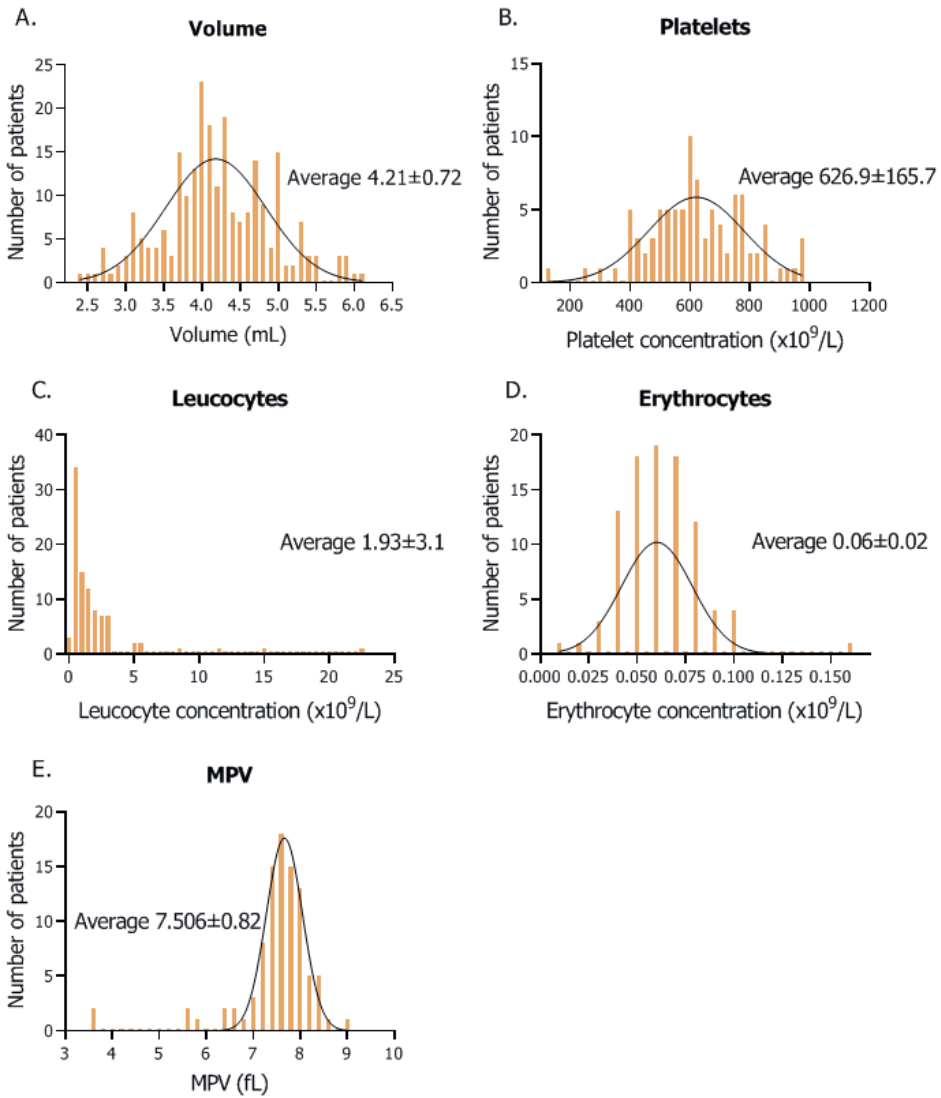 A.
Volume
Number of patients
25
20
15
10
5
0
2.5 3.0 3.5 4.0 4.5 5.0 5.5 6.0 6.5
Volume (mL)
Average 4.21±0.72
B.
Platelets
Number of patients
15
10
5
0
200 400 600 800 1000 1200
Platelet concentration (x10⁹/L)
Average 626.9±165.7
C.
Leucocytes
Number of patients
40
30
20
10
0
0 5 10 15 20 25
Leucocyte concentration (x10⁹/L)
Average 1.93±3.1
D.
Erythrocytes
Number of patients
20
15
10
5
0
0.000 0.025 0.050 0.075 0.100 0.125 0.150
Erythrocyte concentration (x10⁹/L)
Average 0.06±0.02
E.
MPV
Number of patients
20
15
10
5
0
3 4 5 6 7 8 9 10
MPV (fL)
Average 7.506±0.82